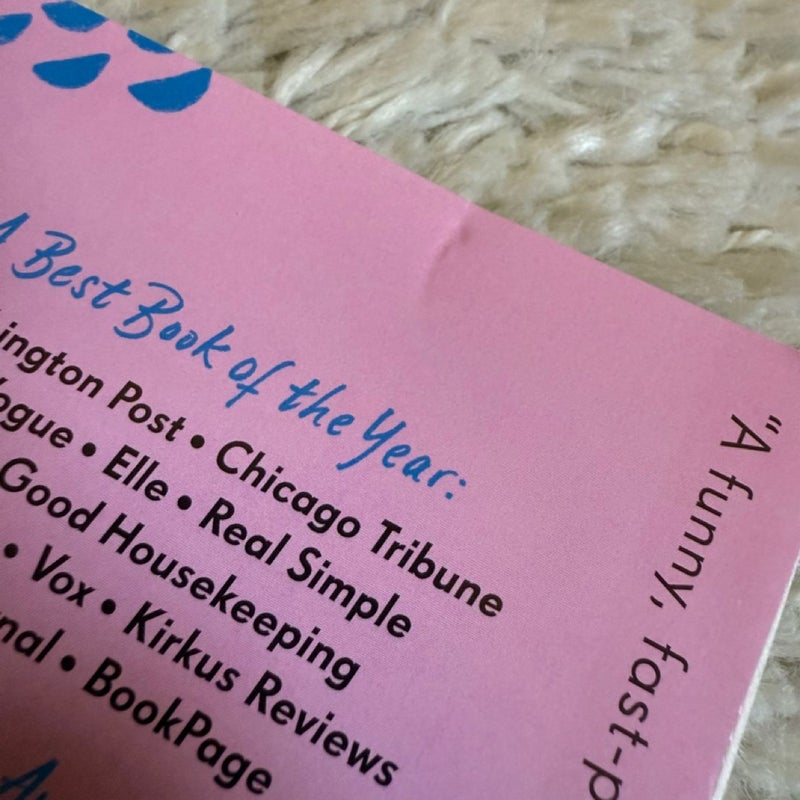 A Best Book of the Year:
ington Post • Chicago Tribune
ogue • Elle • Real Simple
Good Housekeeping
• Vox • Kirkus Reviews
nal • BookPage
"A funny, fast-p